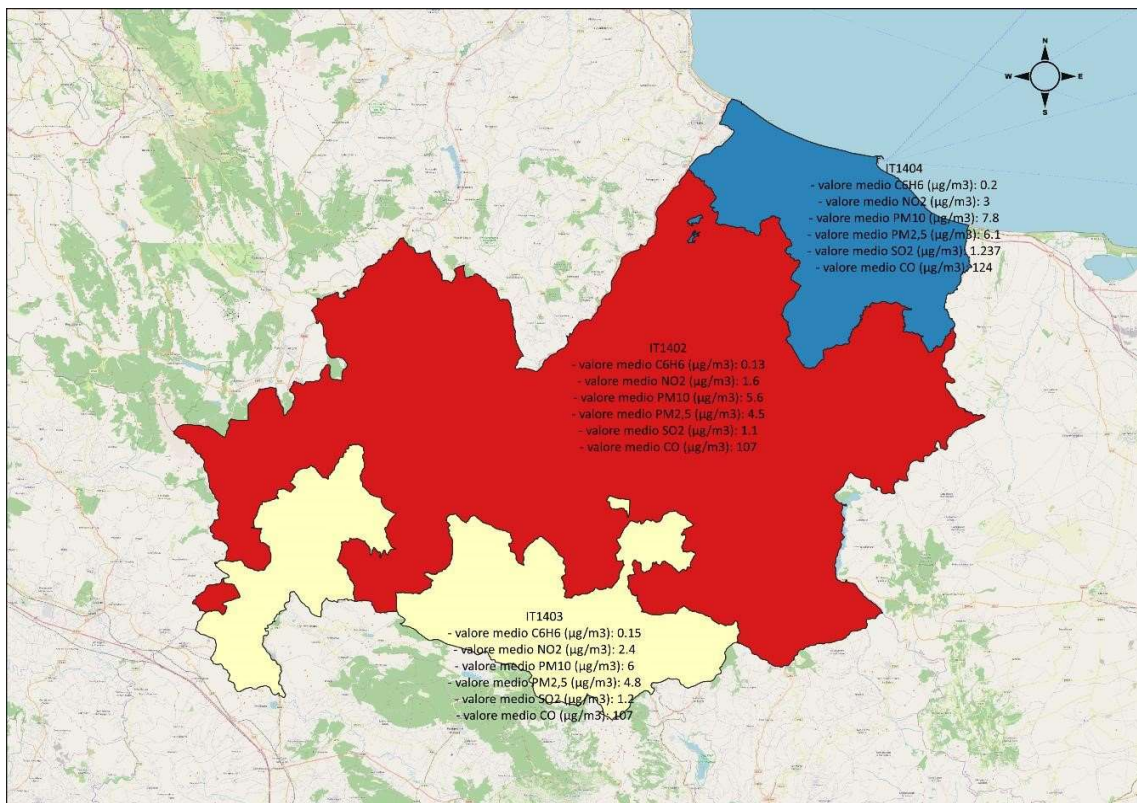 N
W E
S
IT1404
- valore medio C6H6 (µg/m3): 0.2
- valore medio NO2 (µg/m3): 3
- valore medio PM10 (µg/m3): 7.8
- valore medio PM2,5 (µg/m3): 6.1
- valore medio SO2 (µg/m3): 1.237
- valore medio CO (µg/m3): 124
IT1402
- valore medio C6H6 (µg/m3): 0.13
- valore medio NO2 (µg/m3): 1.6
- valore medio PM10 (µg/m3): 5.6
- valore medio PM2,5 (µg/m3): 4.5
- valore medio SO2 (µg/m3): 1.1
- valore medio CO (µg/m3): 107
IT1403
- valore medio C6H6 (µg/m3): 0.15
- valore medio NO2 (µg/m3): 2.4
- valore medio PM10 (µg/m3): 6
- valore medio PM2,5 (µg/m3): 4.8
- valore medio SO2 (µg/m3): 1.2
- valore medio CO (µg/m3): 107